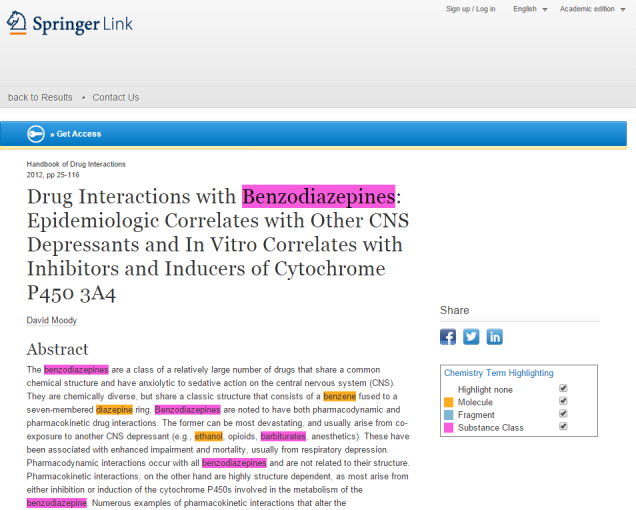 Sign up / Log in English Academic edition
Springer Link
back to Results • Contact Us
» Get Access
Handbook of Drug Interactions
2012, pp 25-116
Drug Interactions with Benzodiazepines:
Epidemiologic Correlates with Other CNS
Depressants and In Vitro Correlates with
Inhibitors and Inducers of Cytochrome
P450 3A4
David Moody
Abstract
The benzodiazepines are a class of a relatively large number of drugs that share a common
chemical structure and have anxiolytic to sedative action on the central nervous system (CNS).
They are chemically diverse, but share a classic structure that consists of a benzene fused to a
seven-membered diazepine ring. Benzodiazepines are noted to have both pharmacodynamic and
pharmacokinetic drug interactions. The former can be most devastating, and usually arise from co-
exposure to another CNS depressant (e.g., ethanol, opioids, barbiturates, anesthetics). These have
been associated with enhanced impairment and mortality, usually from respiratory depression.
Pharmacodynamic interactions occur with all benzodiazepines and are not related to their structure.
Pharmacokinetic interactions, on the other hand are highly structure dependent, as most arise from
either inhibition or induction of the cytochrome P450s involved in the metabolism of the
benzodiazepine. Numerous examples of pharmacokinetic interactions that alter the
Share
f in
Chemistry Term Highlighting
Highlight none
Molecule
Fragment
Substance Class